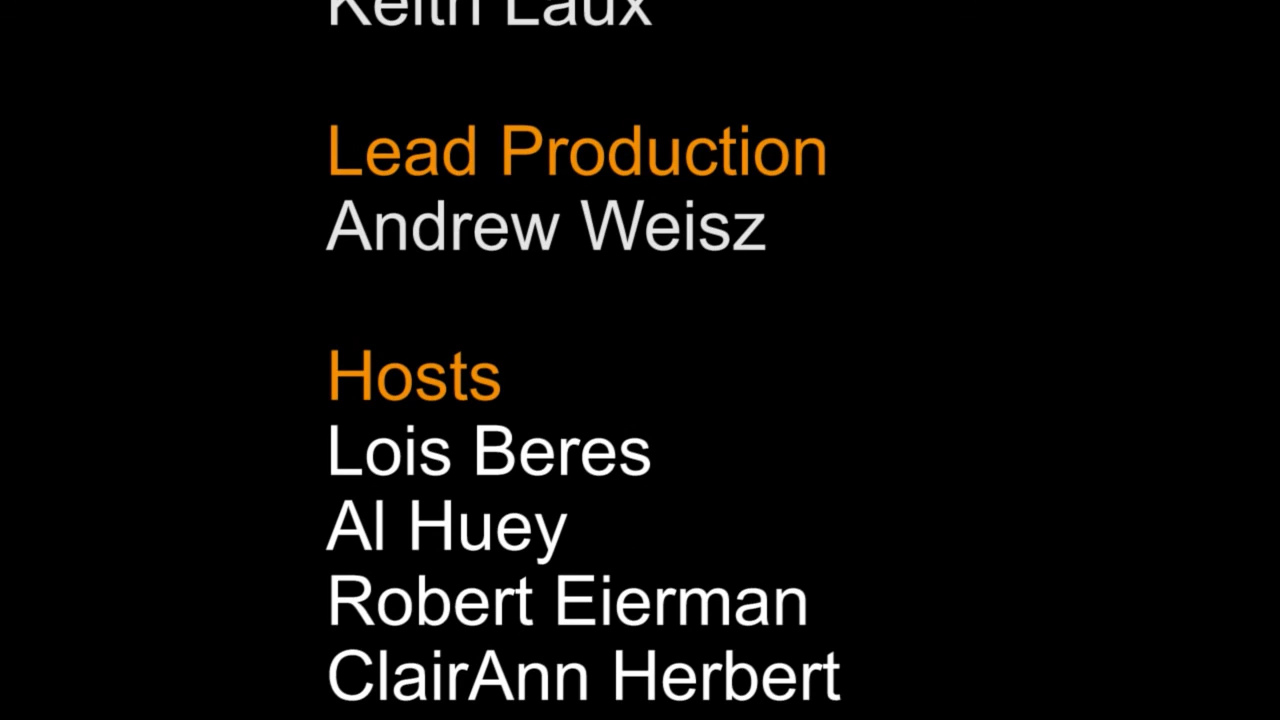 Keith Laux
Lead Production
Andrew Weisz
Hosts
Lois Beres
Al Huey
Robert Eierman
ClairAnn Herbert